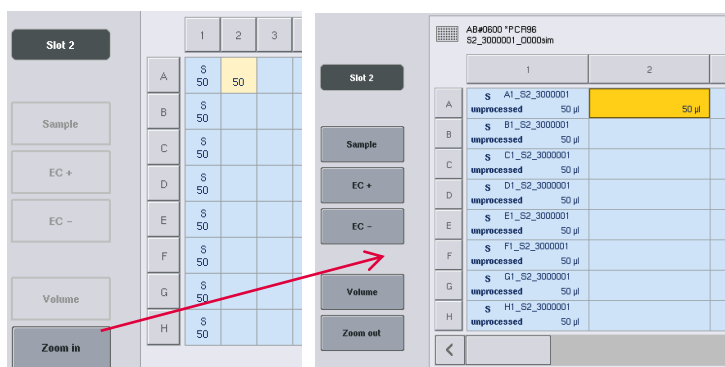 Slot 2
Sample
EC +
EC –
Volume
Zoom in
1 2 3
A S 50 50
B S 50
C S 50
D S 50
E S 50
F S 50
G S 50
H S 50
AB#0600 *PCR96
S2_3000001_0000sim
Slot 2
Sample
EC +
EC –
Volume
Zoom out
1 2
A S A1_S2_3000001
unprocessed 50 µl 50 µl
B S B1_S2_3000001
unprocessed 50 µl
C S C1_S2_3000001
unprocessed 50 µl
D S D1_S2_3000001
unprocessed 50 µl
E S E1_S2_3000001
unprocessed 50 µl
F S F1_S2_3000001
unprocessed 50 µl
G S G1_S2_3000001
unprocessed 50 µl
H S H1_S2_3000001
unprocessed 50 µl